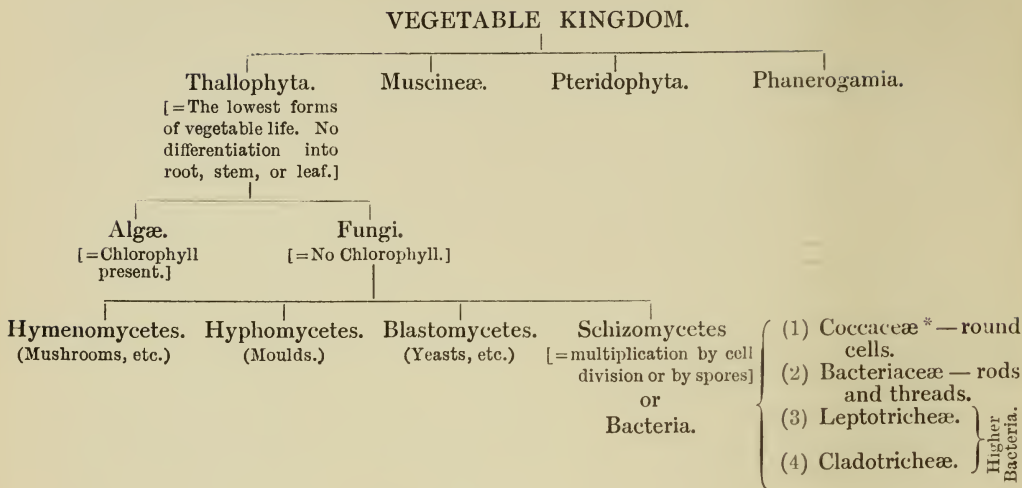 VEGETABLE KINGDOM.
Thallophyta.
[=The lowest forms
of vegetable life. No
differentiation into
root, stem, or leaf.]
Muscineæ.
Pteridophyta.
Phanerogamia.
Algæ.
[=Chlorophyll
present.]
Fungi.
[=No Chlorophyll.]
Hymenomycetes.
(Mushrooms, etc.)
Hyphomycetes.
(Moulds.)
Blastomycetes.
(Yeasts, etc.)
Schizomycetes
[=multiplication by cell
division or by spores]
or
Bacteria.
(1) Coccaceæ * — round
cells.
(2) Bacteriaceæ — rods
and threads.
(3) Leptotricheæ.
(4) Cladotricheæ.
Higher
Bacteria.